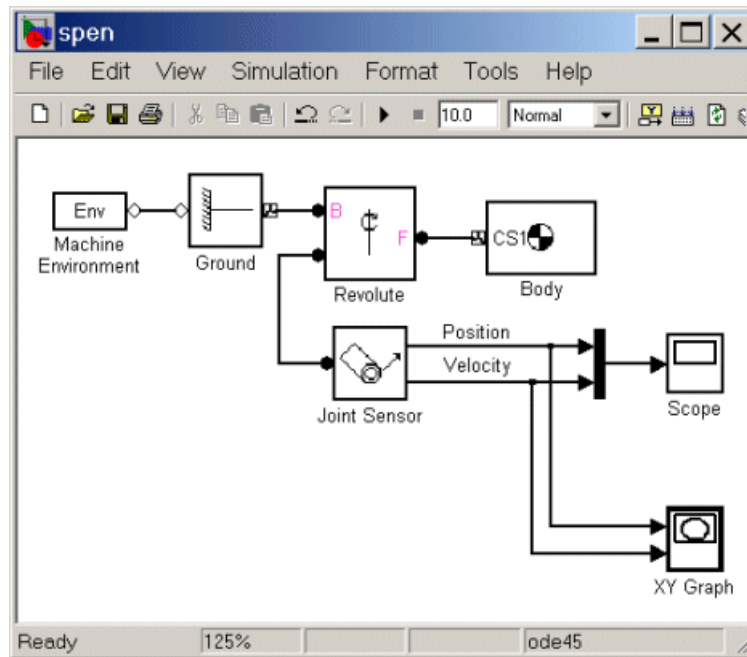 spen
File Edit View Simulation Format Tools Help
10.0 Normal
Env
Machine
Environment
Ground
B
F
Revolute
CS1
Body
Position
Velocity
Joint Sensor
Scope
XY Graph
Ready 125% ode45